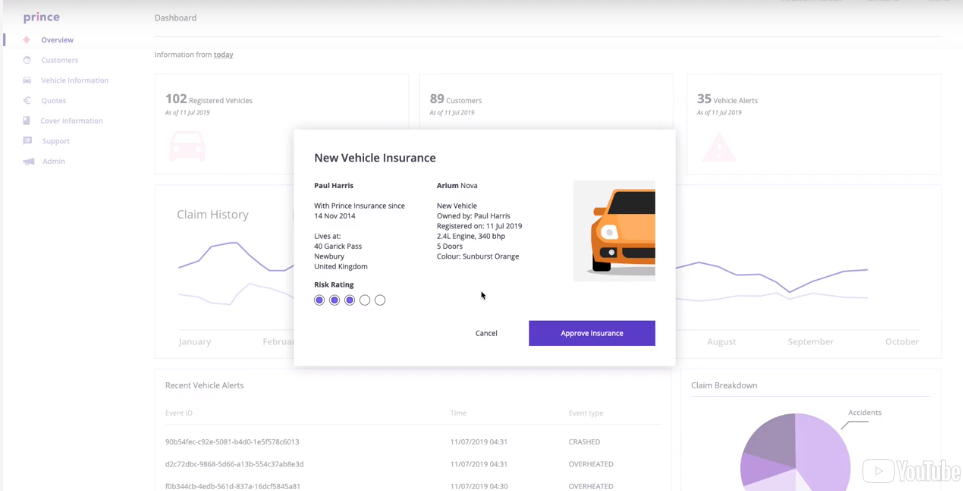 prince
Dashboard
Overview
Customers
Vehicle Information
Quotes
Cover Information
Support
Admin
Information from today
102 Registered Vehicles
As of 11 Jul 2019
89 Customers
As of 11 Jul 2019
35 Vehicle Alerts
As of 11 Jul 2019
New Vehicle Insurance
Paul Harris
With Prince Insurance since
14 Nov 2014
Lives at:
40 Garick Pass
Newbury
United Kingdom
Risk Rating
Arium Nova
New Vehicle
Owned by: Paul Harris
Registered on: 11 Jul 2019
2.4L Engine, 340 bhp
5 Doors
Colour: Sunburst Orange
Cancel
Approve Insurance
Claim History
January
August
September
October
Recent Vehicle Alerts
Event ID Time Event type
90b54fec-c92e-5081-b4d0-1e5f578c6013 11/07/2019 04:31 CRASHED
d2c72dbc-9868-5d66-a13b-554c37ab8e3d 11/07/2019 04:31 OVERHEATED
f0b344cb-4edb-561d-837a-16dcf5845a81 11/07/2019 04:30 OVERHEATED
Claim Breakdown
Accidents
YouTube